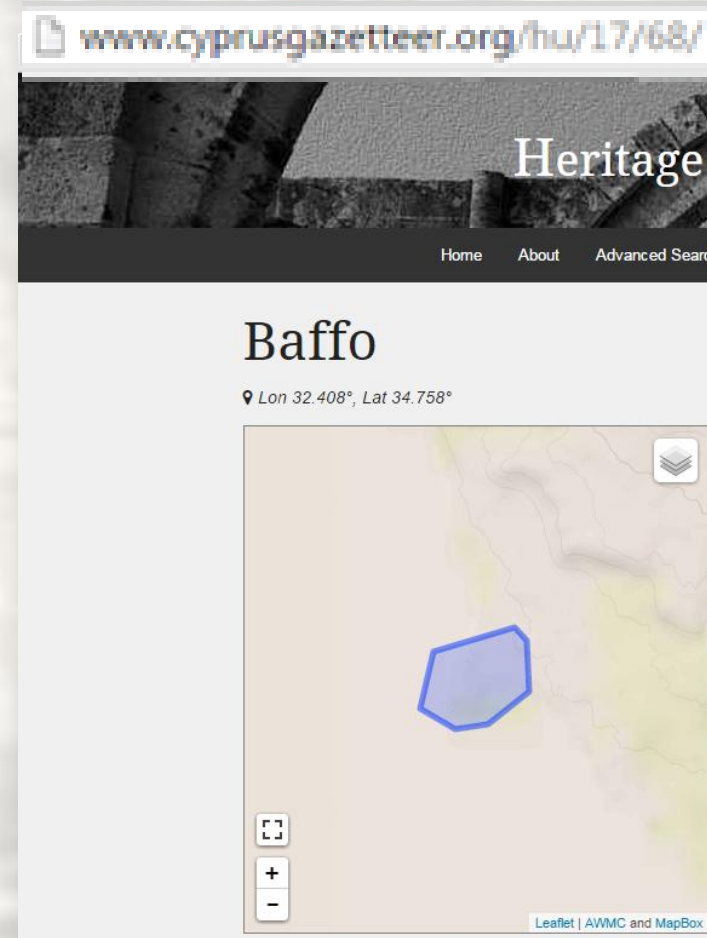 www.cyprusgazetteer.org/hu/17/68/
Heritage
Home About Advanced Sear
Baffo
Lon 32.408°, Lat 34.758°
+
−
Leaflet | AWMC and MapBox